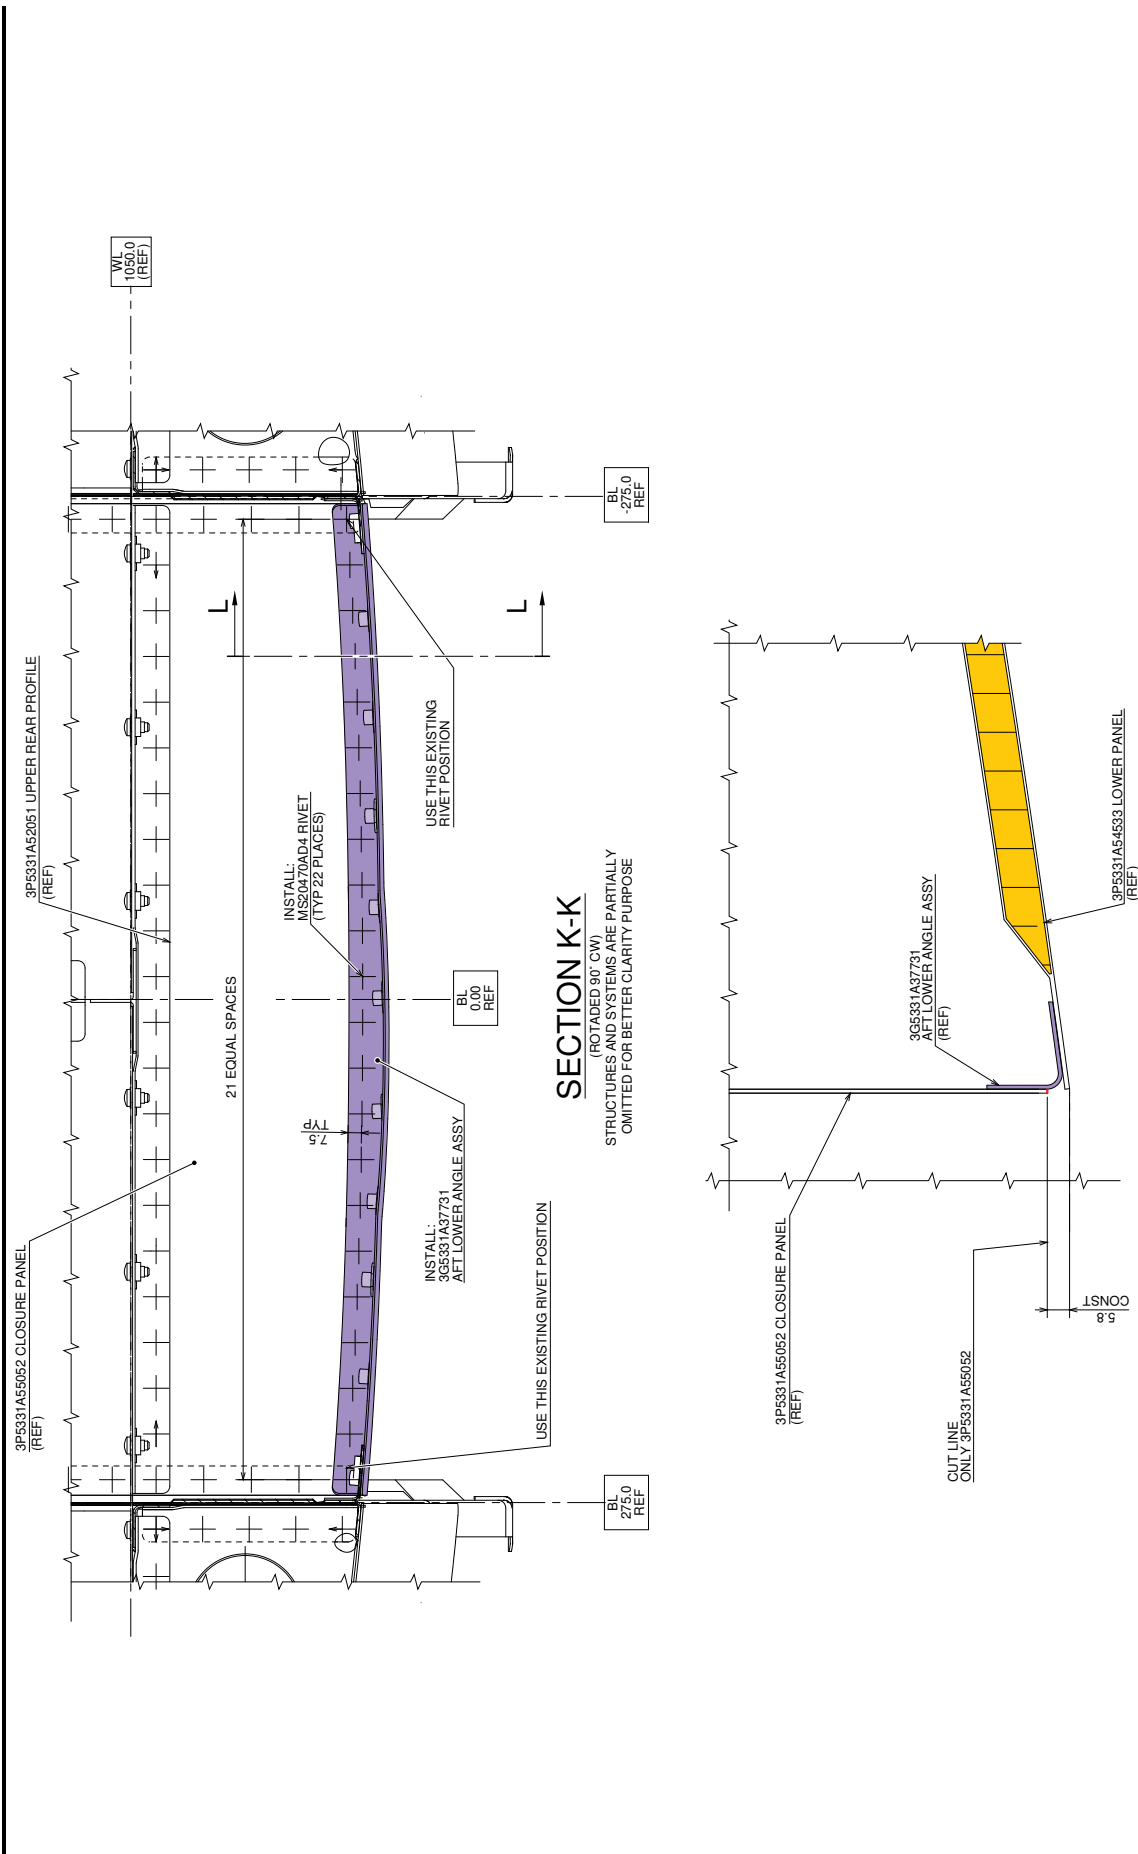 3P5331A55052 CLOSURE PANEL
(REF)
3P5331A52051 UPPER REAR PROFILE
(REF)
WL
1050.0
(REF)
21 EQUAL SPACES
L
L
INSTALL:
MS20470AD4 RIVET
(TYP 22 PLACES)
7.5
TYP
USE THIS EXISTING
RIVET POSITION
INSTALL:
3G5331A37731
AFT LOWER ANGLE ASSY
BL
0.00
REF
USE THIS EXISTING RIVET POSITION
BL
275.0
REF
BL
-275.0
REF
SECTION K-K
(ROTADED 90° CW)
STRUCTURES AND SYSTEMS ARE PARTIALLY
OMITTED FOR BETTER CLARITY PURPOSE
3P5331A55052 CLOSURE PANEL
(REF)
3G5331A37731
AFT LOWER ANGLE ASSY
(REF)
CUT LINE
ONLY 3P5331A55052
5.8
CONST
3P5331A54533 LOWER PANEL
(REF)